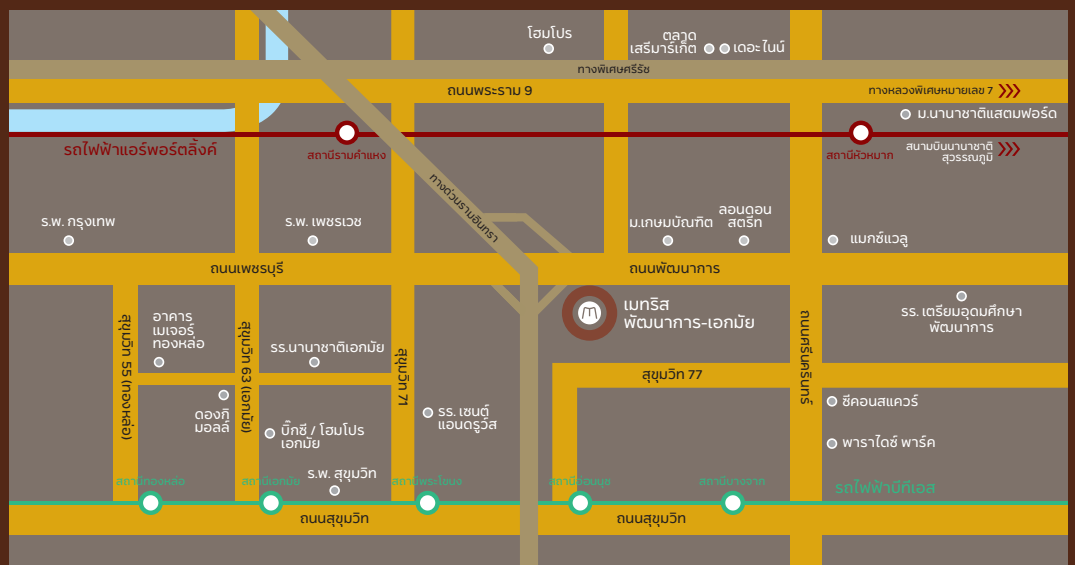 โฮมโปร
ตลาด
เสรีมาร์เก็ต
เดอะไนน์
ทางพิเศษศรีรัช
ถนนพระราม 9
ทางหลวงพิเศษหมายเลข 7
ม.นานาชาติแสตมฟอร์ด
รถไฟฟ้าแอร์พอร์ตลิ้งค์
สถานีรามคำแหง
สถานีหัวหมาก
สนามบินนานาชาติ
สุวรรณภูมิ
ทางด่วนรามอินทรา
ร.พ. กรุงเทพ
ร.พ. เพชรเวช
ม.เกษมบัณฑิต
ลอนดอน
สตรีท
แมกซ์แวลู
ถนนเพชรบุรี
ถนนพัฒนาการ
เมทริส
พัฒนาการ-เอกมัย
รร. เตรียมอุดมศึกษา
พัฒนาการ
อาคาร
เมเจอร์
ทองหล่อ
สุขุมวิท 55 (ทองหล่อ)
สุขุมวิท 63 (เอกมัย)
รร.นานาชาติเอกมัย
สุขุมวิท 71
สุขุมวิท 77
ถนนศรีนครินทร์
ดองกิ
มอลล์
บิ๊กซี / โฮมโปร
เอกมัย
รร. เซนต์
แอนดรูว์ส
ซีคอนสแควร์
พาราไดซ์ พาร์ค
ร.พ. สุขุมวิท
สถานีทองหล่อ
สถานีเอกมัย
สถานีพระโขนง
สถานีอ่อนนุช
สถานีบางจาก
รถไฟฟ้าบีทีเอส
ถนนสุขุมวิท
ถนนสุขุมวิท